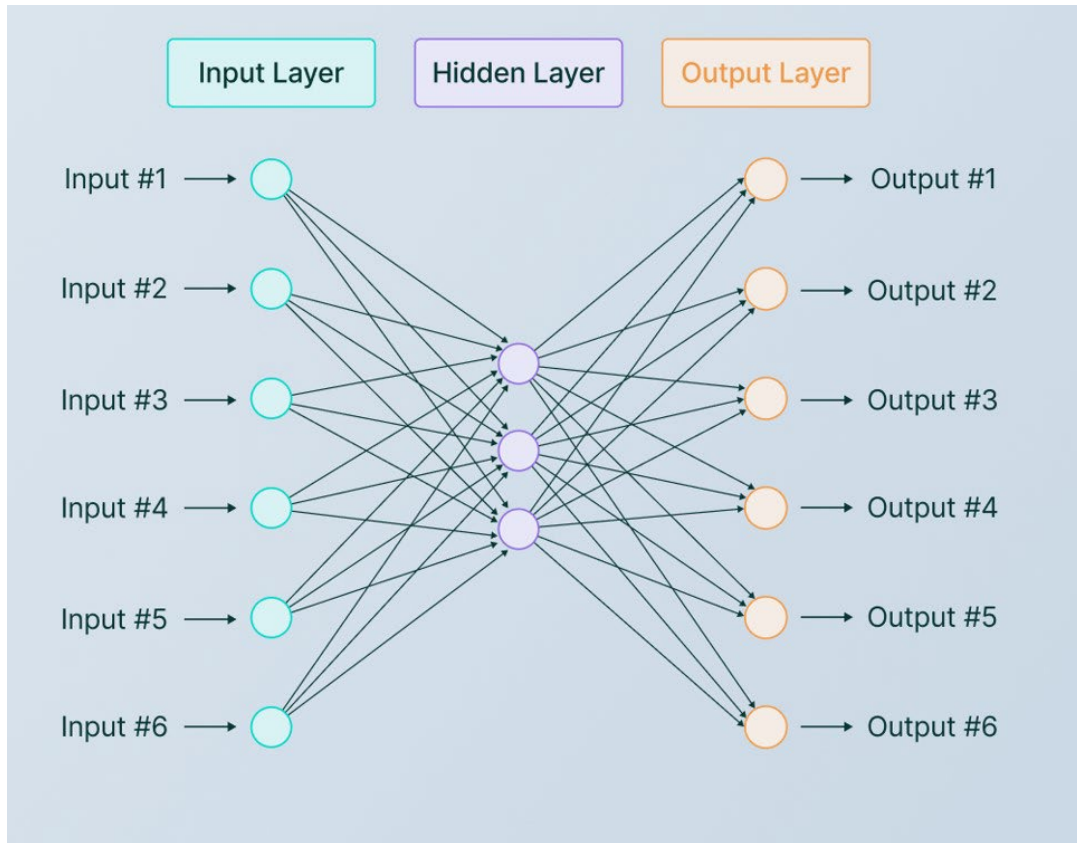 Input Layer
Hidden Layer
Output Layer
Input #1
Output #1
Input #2
Output #2
Input #3
Output #3
Input #4
Output #4
Input #5
Output #5
Input #6
Output #6